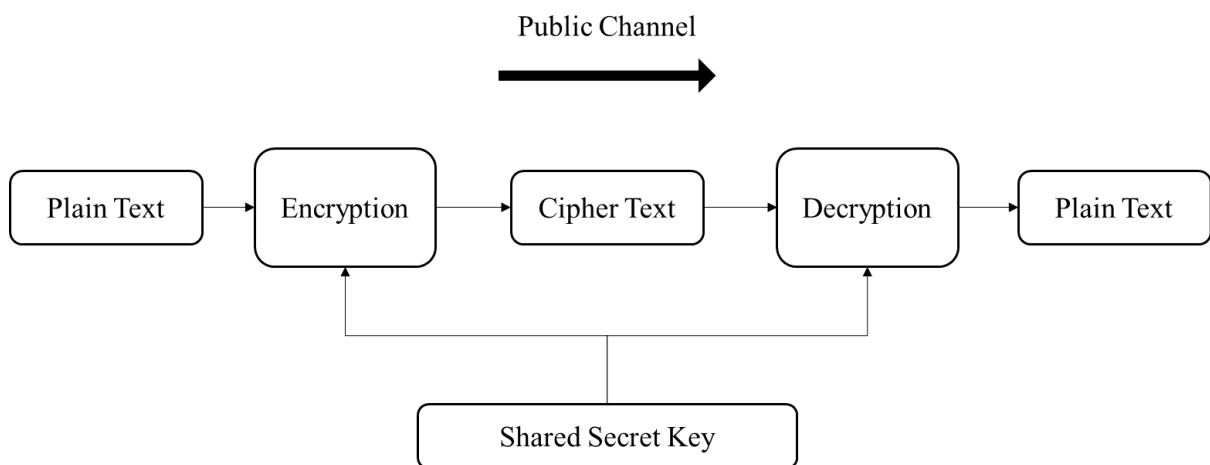 Public Channel
Plain Text
Encryption
Cipher Text
Decryption
Plain Text
Shared Secret Key